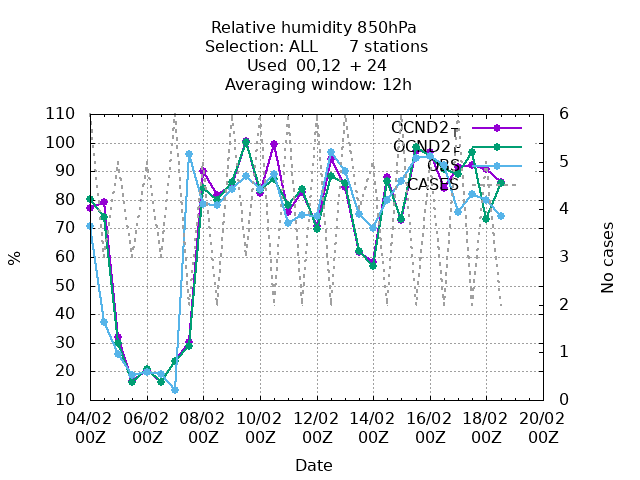 Relative humidity 850hPa
Selection: ALL 7 stations
Used 00,12 + 24
Averaging window: 12h
110 6
CCND2_T
100
CCND2_F
90 5
OBS
CASES
80
4
70
60 3
50
40 2
30
20 1
10 0
%
No cases
04/02 06/02 08/02 10/02 12/02 14/02 16/02 18/02 20/02
00Z 00Z 00Z 00Z 00Z 00Z 00Z 00Z 00Z
Date